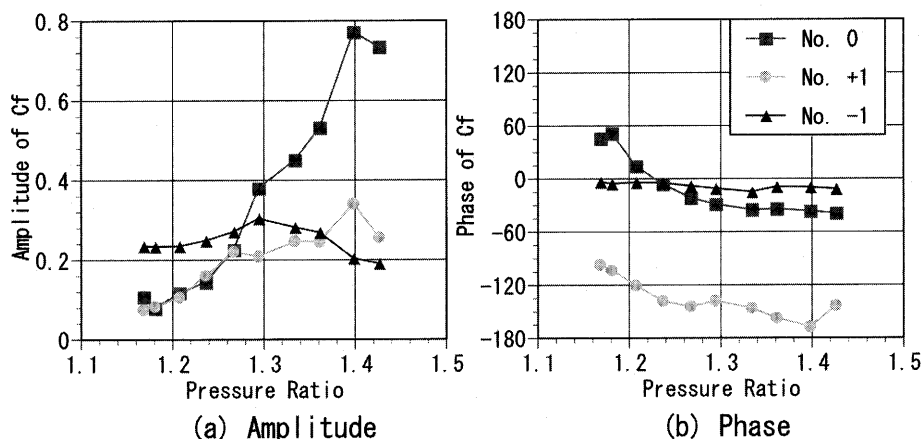 Amplitude of Cf
0.8
0.6
0.4
0.2
0
1.1 1.2 1.3 1.4 1.5
Pressure Ratio
(a) Amplitude
Phase of Cf
180
120
60
0
-60
-120
-180
1.1 1.2 1.3 1.4 1.5
Pressure Ratio
(b) Phase
No. 0
No. +1
No. -1